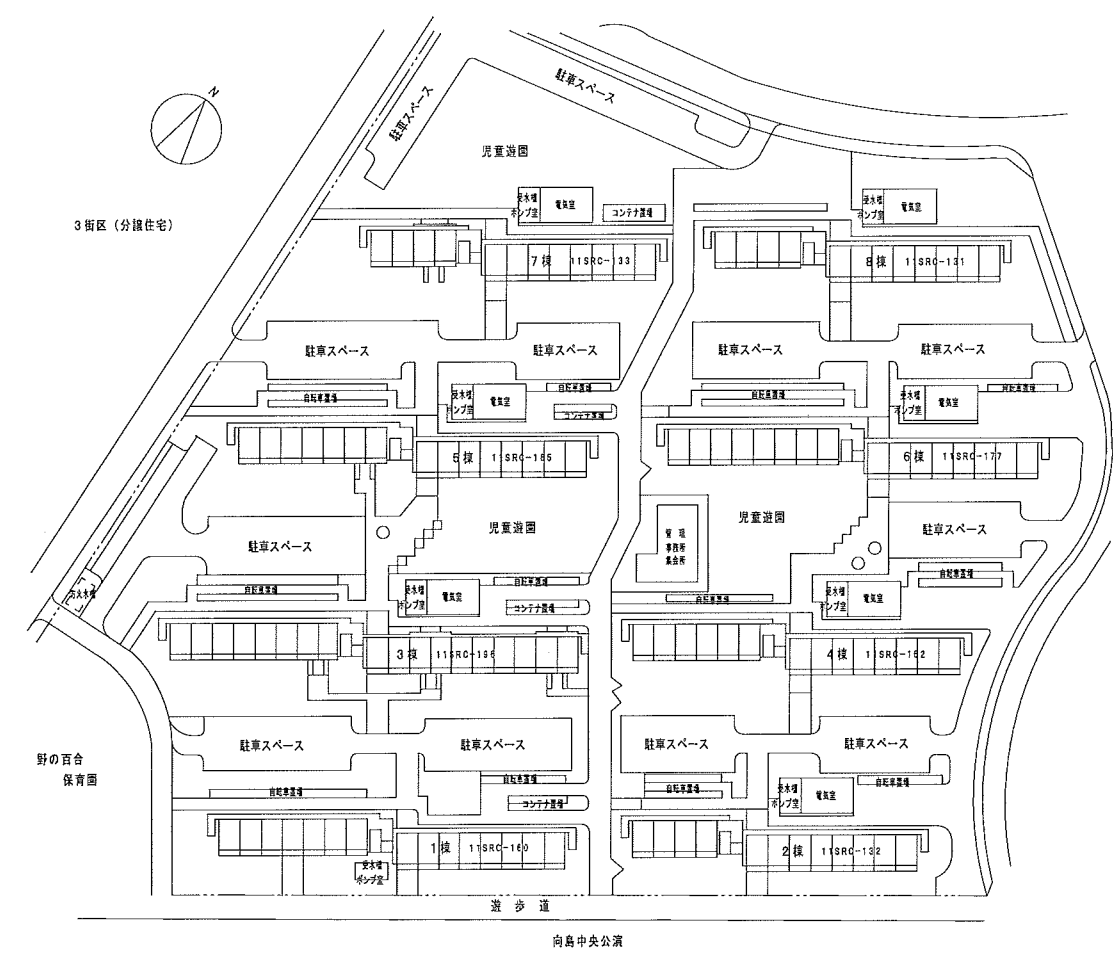 駐車スペース
駐車スペース
N
児童遊園
3街区(分譲住宅)
受水槽
ポンプ室
電気室
コンテナ置場
受水槽
ポンプ室
電気室
7棟 11SRC-133
8棟 11SRC-131
駐車スペース
駐車スペース
駐車スペース
駐車スペース
自転車置場
受水槽
ポンプ室
電気室
自転車置場
コンテナ置場
自転車置場
受水槽
ポンプ室
電気室
自転車置場
5棟 11SRC-165
6棟 11SRC-177
児童遊園
管理
事務所
集会所
児童遊園
駐車スペース
駐車スペース
防火水槽
自転車置場
受水槽
ポンプ室
電気室
自転車置場
コンテナ置場
自転車置場
受水槽
ポンプ室
電気室
自転車置場
3棟 11SRC-196
4棟 11SRC-162
駐車スペース
駐車スペース
駐車スペース
駐車スペース
野の百合
保育園
自転車置場
自転車置場
コンテナ置場
自転車置場
受水槽
ポンプ室
電気室
自転車置場
1棟 11SRC-160
2棟 11SRC-132
受水槽
ポンプ室
遊歩道
向島中央公濱